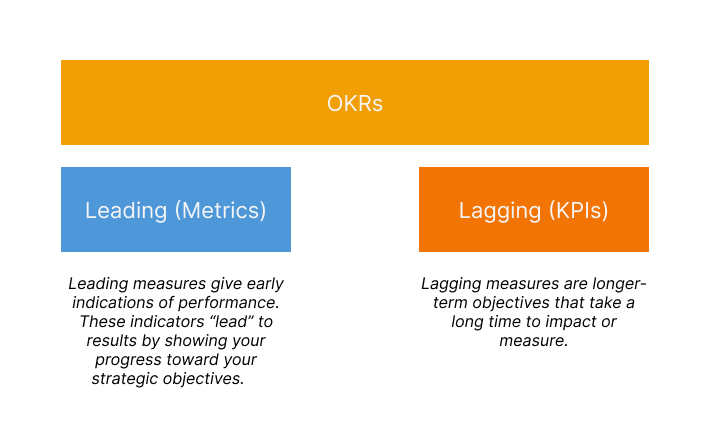 OKRs
Leading (Metrics)
Lagging (KPIs)
Leading measures give early
indications of performance.
These indicators “lead” to
results by showing your
progress toward your
strategic objectives.
Lagging measures are longer-
term objectives that take a
long time to impact or
measure.